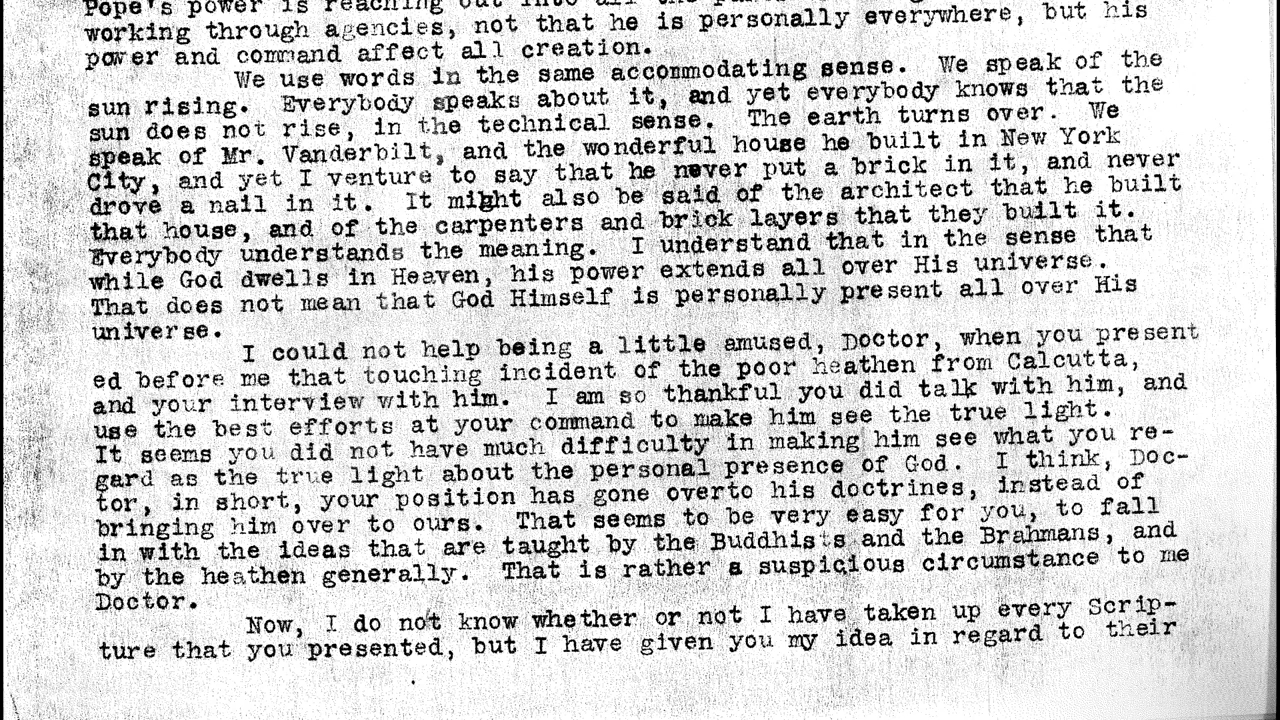 Pope's power is reaching out into all the
working through agencies, not that he is personally everywhere, but his
power and command affect all creation.
We use words in the same accommodating sense. We speak of the
sun rising. Everybody speaks about it, and yet everybody knows that the
sun does not rise, in the technical sense. The earth turns over. We
speak of Mr. Vanderbilt, and the wonderful house he built in New York
City, and yet I venture to say that he never put a brick in it, and never
drove a nail in it. It might also be said of the architect that he built
that house, and of the carpenters and brick layers that they built it.
Everybody understands the meaning. I understand that in the sense that
while God dwells in Heaven, his power extends all over His universe.
That does not mean that God Himself is personally present all over His
universe.
I could not help being a little amused, Doctor, when you present
ed before me that touching incident of the poor heathen from Calcutta,
and your interview with him. I am so thankful you did talk with him, and
use the best efforts at your command to make him see the true light.
It seems you did not have much difficulty in making him see what you re-
gard as the true light about the personal presence of God. I think, Doc-
tor, in short, your position has gone overto his doctrines, instead of
bringing him over to ours. That seems to be very easy for you, to fall
in with the ideas that are taught by the Buddhists and the Brahmans, and
by the heathen generally. That is rather a suspicious circumstance to me
Doctor.
Now, I do not know whether or not I have taken up every Scrip-
ture that you presented, but I have given you my idea in regard to their